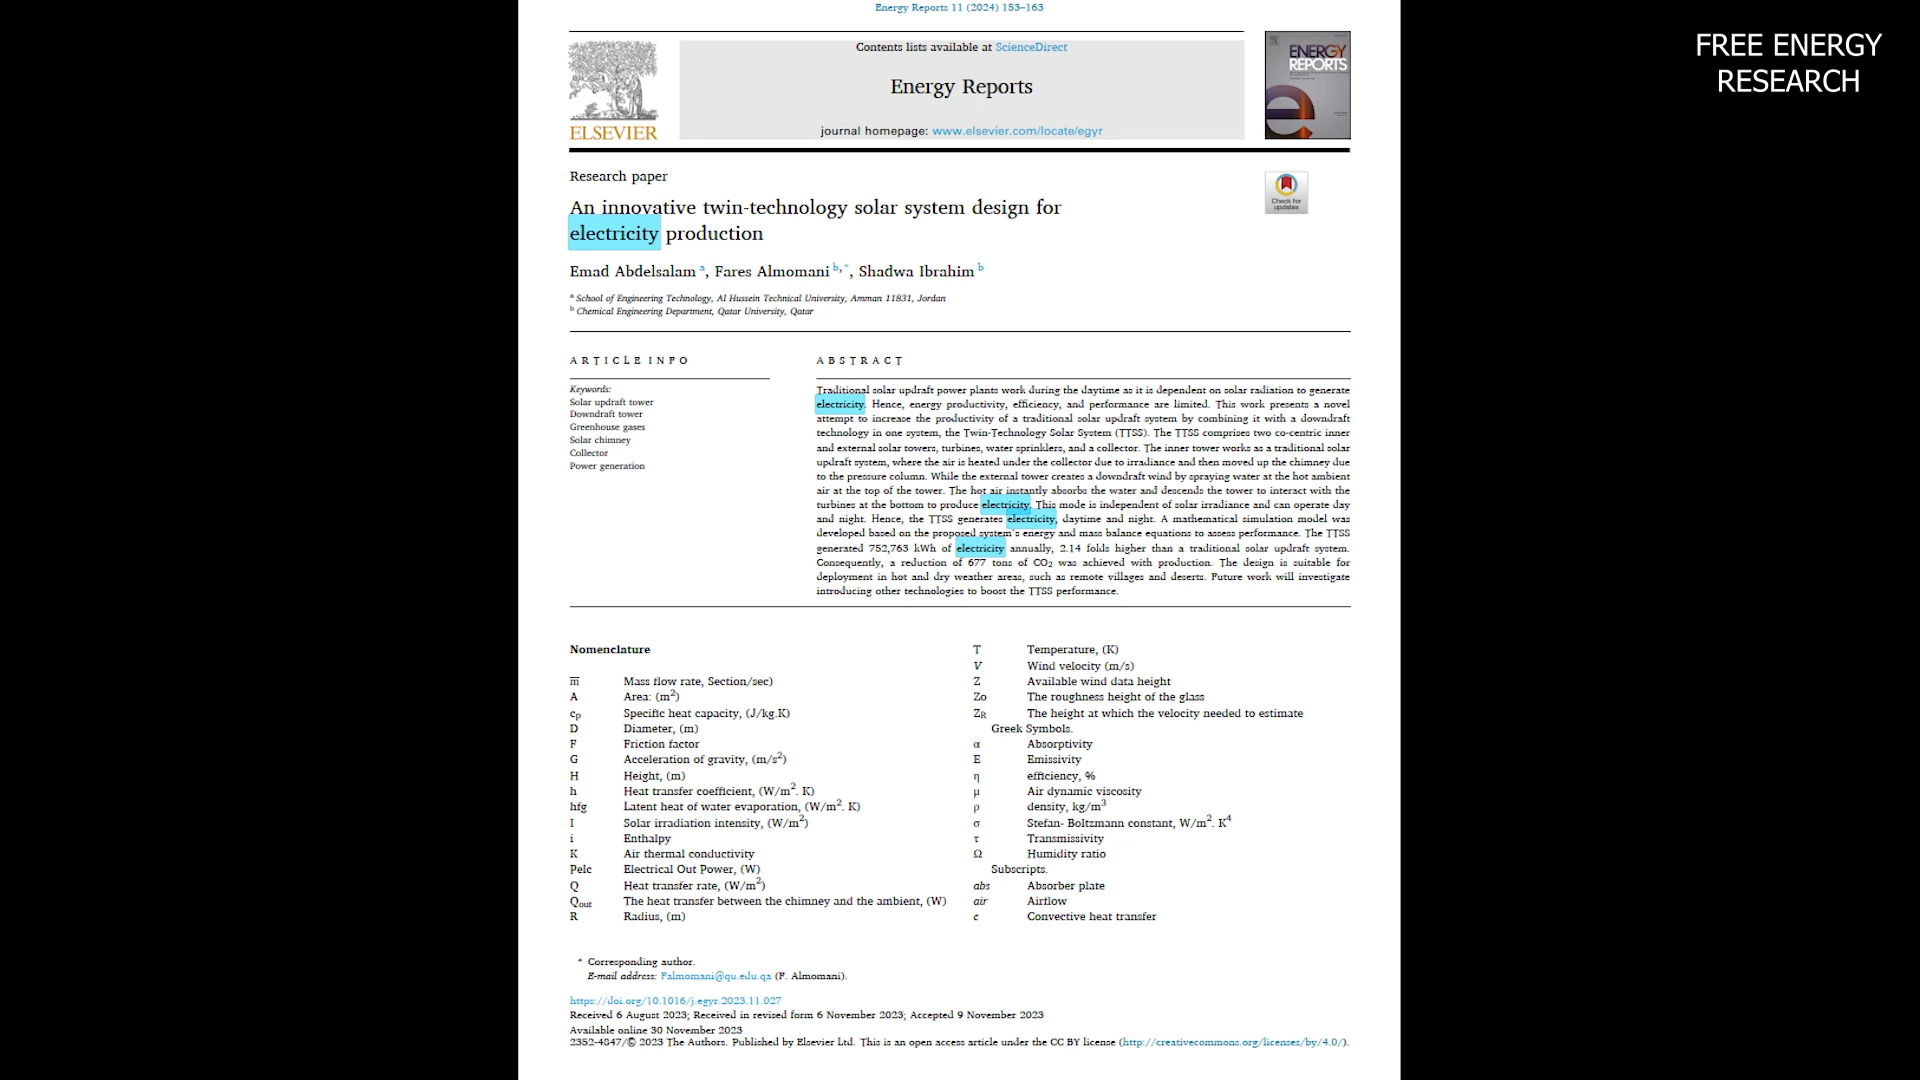 Energy Reports 11 (2024) 153–163
FREE ENERGY
RESEARCH
ELSEVIER
Contents lists available at ScienceDirect
Energy Reports
journal homepage: www.elsevier.com/locate/egyr
ENERGY
REPORTS
Research paper
Check for
updates
An innovative twin-technology solar system design for
electricity production
Emad Abdelsalam a, Fares Almomani b,*, Shadwa Ibrahim b
a School of Engineering Technology, Al Hussein Technical University, Amman 11831, Jordan
b Chemical Engineering Department, Qatar University, Qatar
ARTICLE INFO
Keywords:
Solar updraft tower
Downdraft tower
Greenhouse gases
Solar chimney
Collector
Power generation
ABSTRACT
Traditional solar updraft power plants work during the daytime as it is dependent on solar radiation to generate
electricity. Hence, energy productivity, efficiency, and performance are limited. This work presents a novel
attempt to increase the productivity of a traditional solar updraft system by combining it with a downdraft
technology in one system, the Twin-Technology Solar System (TTSS). The TTSS comprises two co-centric inner
and external solar towers, turbines, water sprinklers, and a collector. The inner tower works as a traditional solar
updraft system, where the air is heated under the collector due to irradiance and then moved up the chimney due
to the pressure column. While the external tower creates a downdraft wind by spraying water at the hot ambient
air at the top of the tower. The hot air instantly absorbs the water and descends the tower to interact with the
turbines at the bottom to produce electricity. This mode is independent of solar irradiance and can operate day
and night. Hence, the TTSS generates electricity, daytime and night. A mathematical simulation model was
developed based on the proposed system's energy and mass balance equations to assess performance. The TTSS
generated 752,763 kWh of electricity annually, 2.14 folds higher than a traditional solar updraft system.
Consequently, a reduction of 677 tons of CO2 was achieved with production. The design is suitable for
deployment in hot and dry weather areas, such as remote villages and deserts. Future work will investigate
introducing other technologies to boost the TTSS performance.
Nomenclature
m̅ Mass flow rate, Section/sec)
A Area: (m2)
cp Specific heat capacity, (J/kg.K)
D Diameter, (m)
F Friction factor
G Acceleration of gravity, (m/s2)
H Height, (m)
h Heat transfer coefficient, (W/m2. K)
hfg Latent heat of water evaporation, (W/m2. K)
I Solar irradiation intensity, (W/m2)
i Enthalpy
K Air thermal conductivity
Pelc Electrical Out Power, (W)
Q Heat transfer rate, (W/m2)
Qout The heat transfer between the chimney and the ambient, (W)
R Radius, (m)
T Temperature, (K)
V Wind velocity (m/s)
Z Available wind data height
Zo The roughness height of the glass
ZR The height at which the velocity needed to estimate
Greek Symbols.
α Absorptivity
E Emissivity
η efficiency, %
μ Air dynamic viscosity
ρ density, kg/m3
σ Stefan- Boltzmann constant, W/m2. K4
τ Transmissivity
Ω Humidity ratio
Subscripts.
abs Absorber plate
air Airflow
c Convective heat transfer
* Corresponding author.
E-mail address: Falmomani@qu.edu.qa (F. Almomani).
https://doi.org/10.1016/j.egyr.2023.11.027
Received 6 August 2023; Received in revised form 6 November 2023; Accepted 9 November 2023
Available online 30 November 2023
2352-4847/© 2023 The Authors. Published by Elsevier Ltd. This is an open access article under the CC BY license (http://creativecommons.org/licenses/by/4.0/).